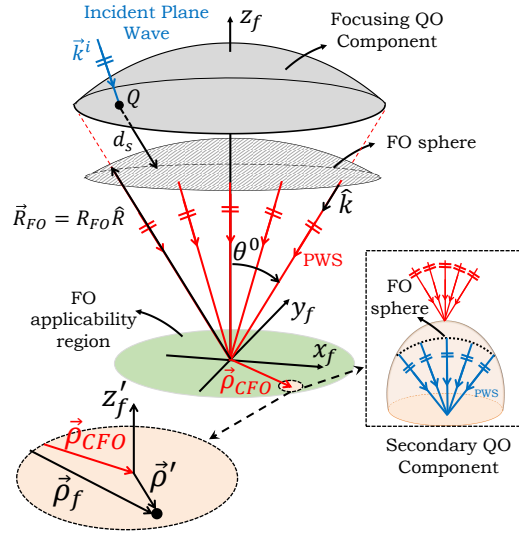 Incident Plane
Wave
$\vec{k}^i$
$z_f$
Focusing QO
Component
Q
$d_s$
FO sphere
$\vec{R}_{FO} = R_{FO}\hat{R}$
$\hat{k}$
PWS
$\theta^0$
FO
applicability
region
$y_f$
$x_f$
$\vec{\rho}_{CFO}$
FO
sphere
PWS
Secondary QO
Component
$z_f'$
$\vec{\rho}_{CFO}$
$\vec{\rho}_f$
$\vec{\rho}'$